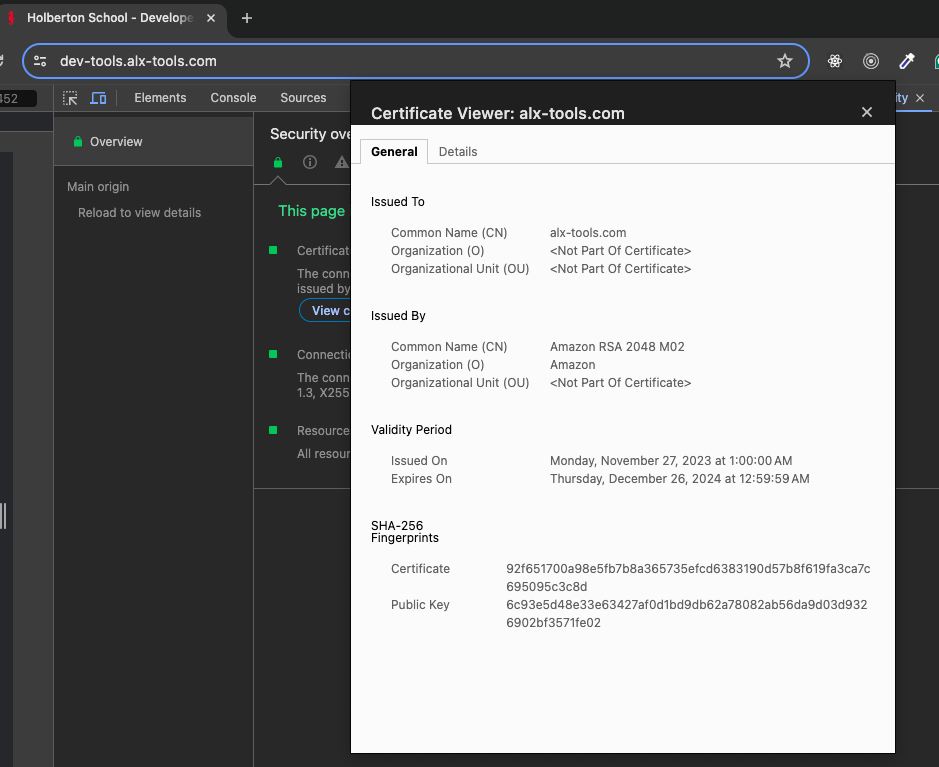 Holberton School - Develope
dev-tools.alx-tools.com
452
Elements Console Sources
ity
Certificate Viewer: alx-tools.com
General Details
Overview
Main origin
Reload to view details
Security ove
This page
Certificat
The conn
issued by
View c
Connectio
The conn
1.3, X255
Resource
All resour
Issued To
Common Name (CN) alx-tools.com
Organization (O) <Not Part Of Certificate>
Organizational Unit (OU) <Not Part Of Certificate>
Issued By
Common Name (CN) Amazon RSA 2048 M02
Organization (O) Amazon
Organizational Unit (OU) <Not Part Of Certificate>
Validity Period
Issued On Monday, November 27, 2023 at 1:00:00 AM
Expires On Thursday, December 26, 2024 at 12:59:59 AM
SHA-256
Fingerprints
Certificate 92f651700a98e5fb7b8a365735efcd6383190d57b8f619fa3ca7c
695095c3c8d
Public Key 6c93e5d48e33e63427af0d1bd9db62a78082ab56da9d03d932
6902bf3571fe02